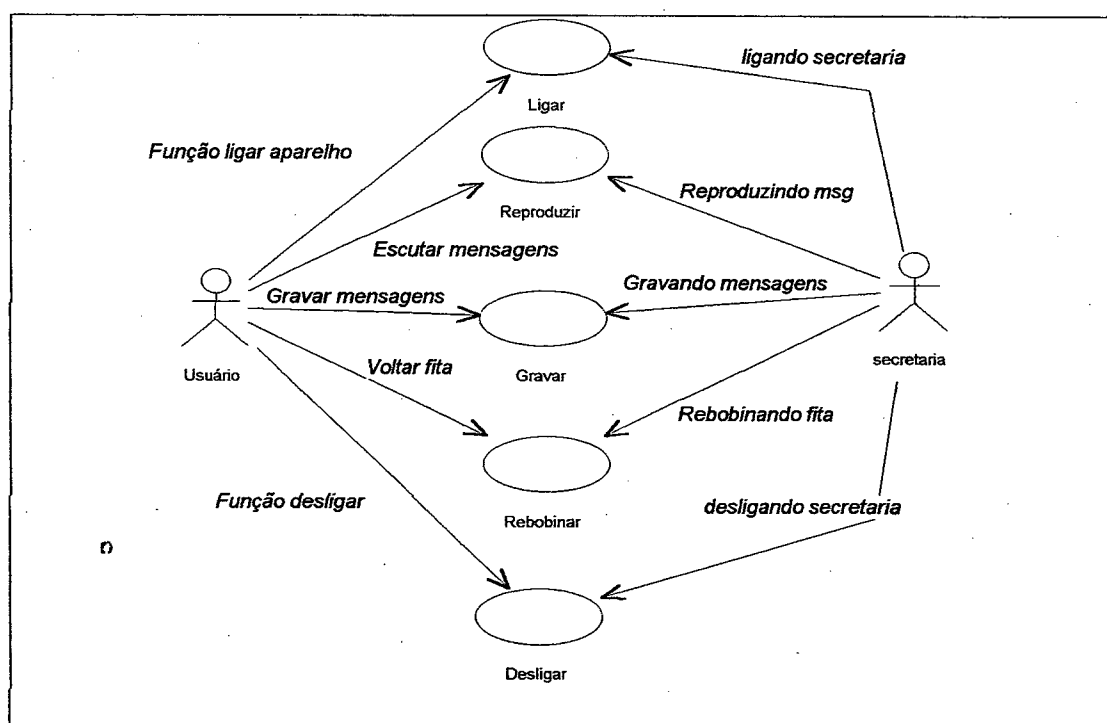 ligando secretaria
Ligar
Função ligar aparelho
Reproduzindo msg
Reproduzir
Escutar mensagens
Gravar mensagens
Gravando mensagens
Voltar fita
Gravar
Usuário
secretaria
Rebobinando fita
Função desligar
desligando secretaria
Rebobinar
Desligar